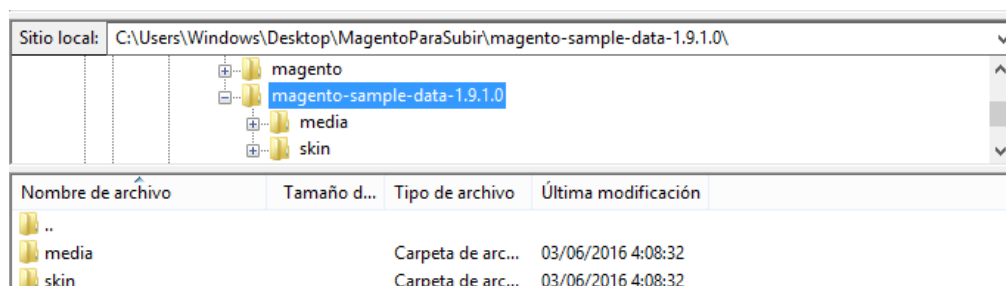 Sitio local: C:\Users\Windows\Desktop\MagentoParaSubir\magento-sample-data-1.9.1.0\
magento
magento-sample-data-1.9.1.0
media
skin
Nombre de archivo Tamaño d... Tipo de archivo Última modificación
..
media Carpeta de arc... 03/06/2016 4:08:32
skin Carpeta de arc... 03/06/2016 4:08:32